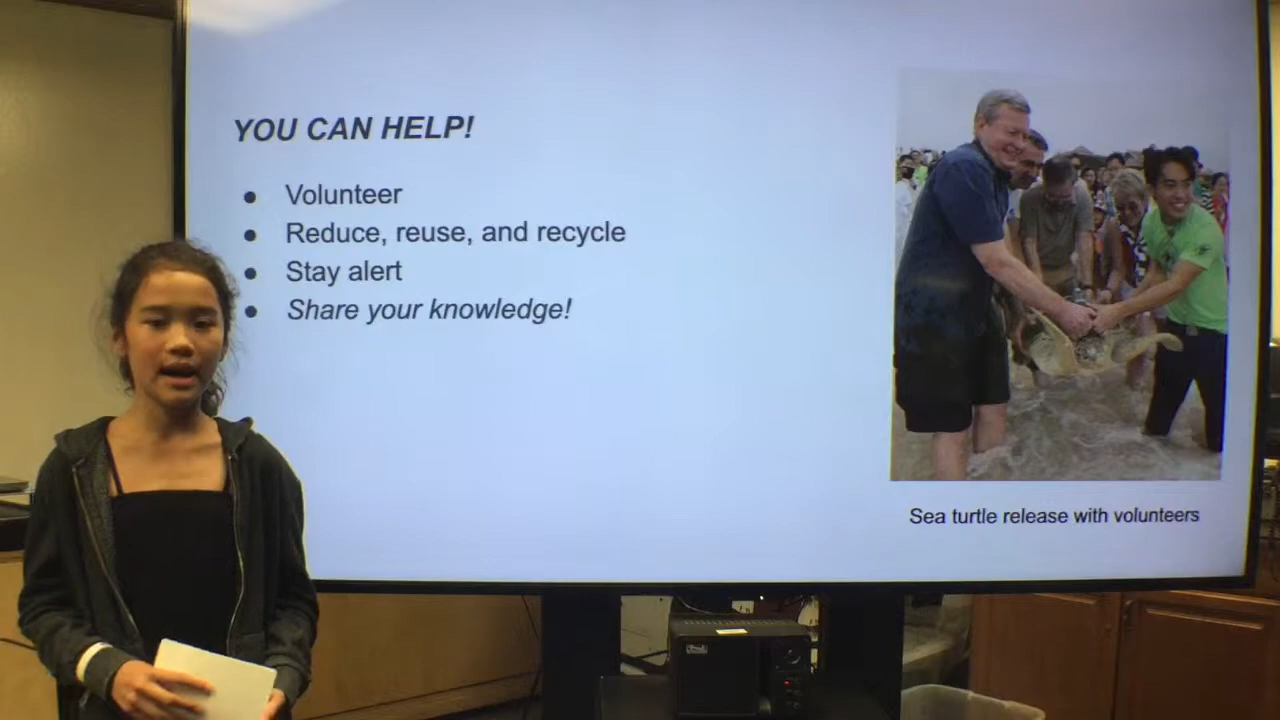 YOU CAN HELP!
● Volunteer
● Reduce, reuse, and recycle
● Stay alert
● Share your knowledge!
Sea turtle release with volunteers